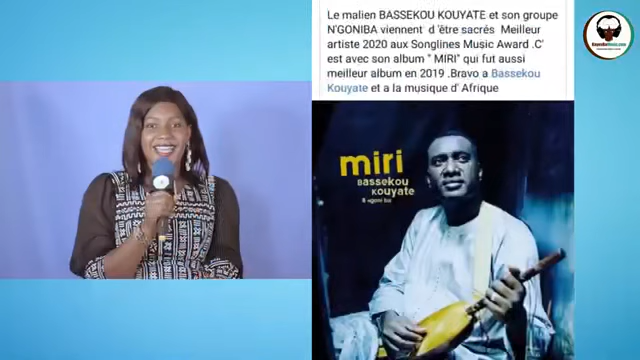 Le malien BASSEKOU KOUYATE et son groupe
N'GONIBA viennent d 'être sacrés Meilleur
artiste 2020 aux Songlines Music Award .C'
est avec son album " MIRI" qui fut aussi
meilleur album en 2019 .Bravo a Bassekou
Kouyate et a la musique d' Afrique
miri
BASSEKOU
KOUYATE
& ngoni ba